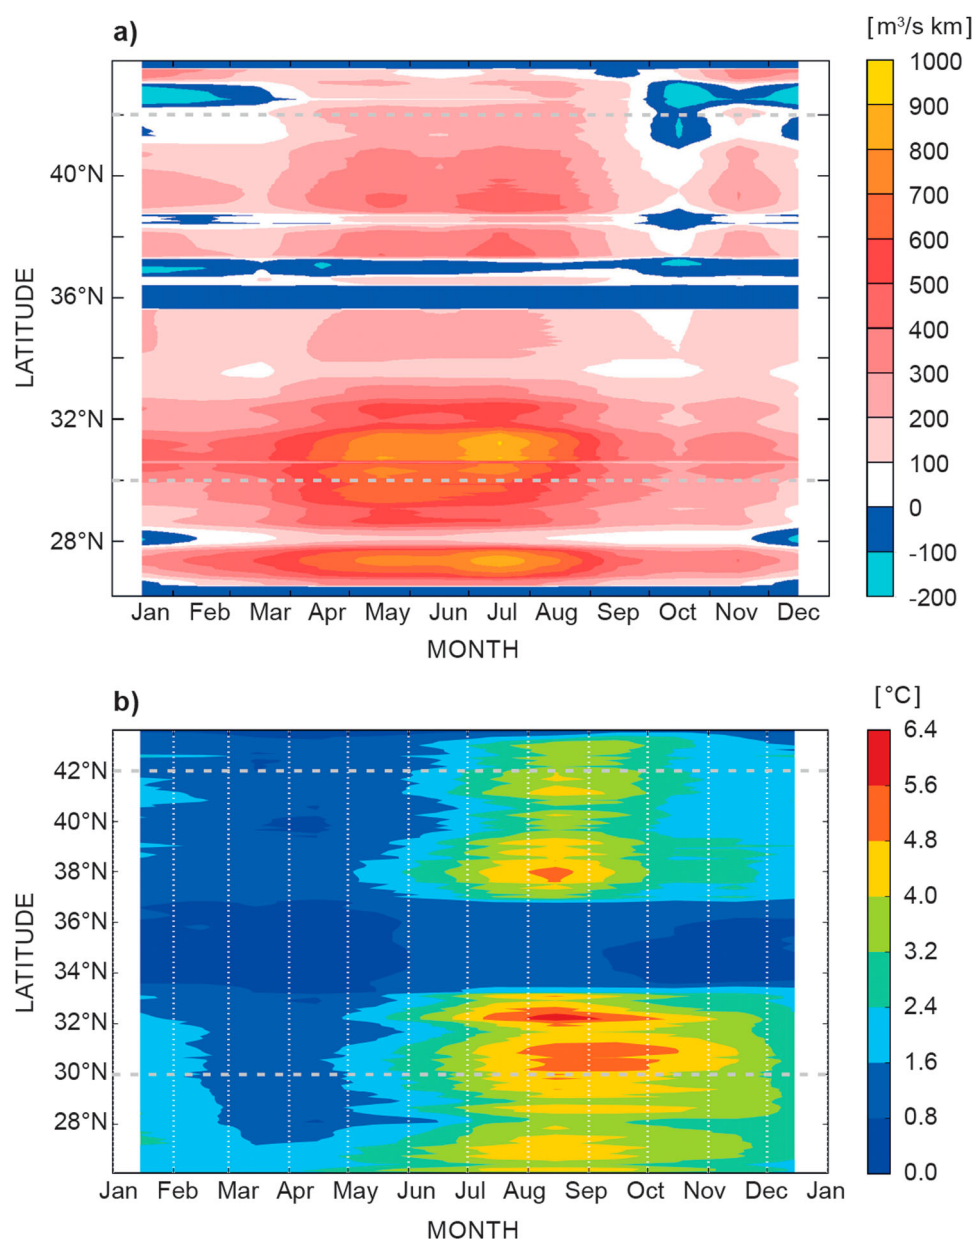 a)
[m³/s km]
1000
900
800
700
600
500
400
300
200
100
0
-100
-200
40°N
36°N
32°N
28°N
LATITUDE
Jan Feb Mar Apr May Jun Jul Aug Sep Oct Nov Dec
MONTH
b)
[°C]
6.4
5.6
4.8
4.0
3.2
2.4
1.6
0.8
0.0
42°N
40°N
38°N
36°N
34°N
32°N
30°N
28°N
LATITUDE
Jan Feb Mar Apr May Jun Jul Aug Sep Oct Nov Dec Jan
MONTH